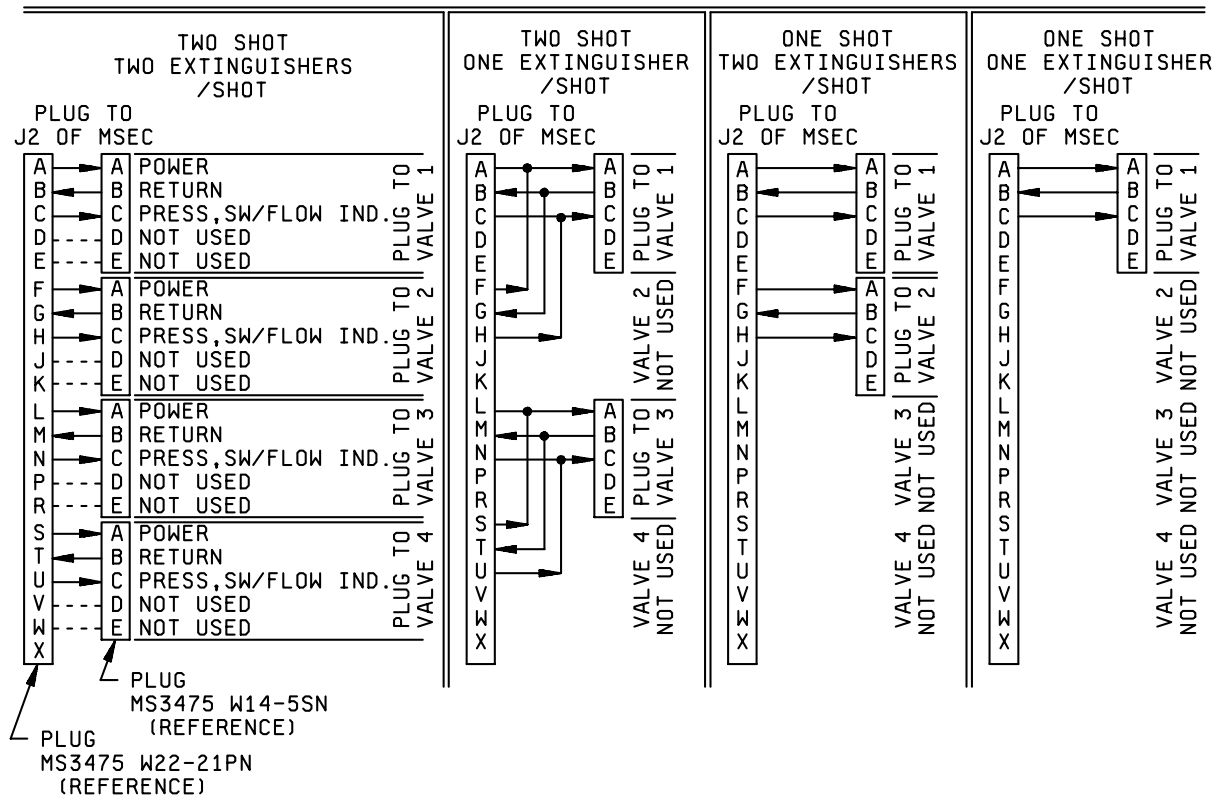 TWO SHOT
TWO EXTINGUISHERS
/SHOT
PLUG TO
J2 OF MSEC
A A POWER
B B RETURN
C C PRESS,SW/FLOW IND.
D D NOT USED
E E NOT USED
PLUG TO
VALVE 1
F A POWER
G B RETURN
H C PRESS,SW/FLOW IND.
J D NOT USED
K E NOT USED
PLUG TO
VALVE 2
L A POWER
M B RETURN
N C PRESS,SW/FLOW IND.
P D NOT USED
R E NOT USED
PLUG TO
VALVE 3
S A POWER
T B RETURN
U C PRESS,SW/FLOW IND.
V D NOT USED
W E NOT USED
X
PLUG TO
VALVE 4
PLUG
MS3475 W14-5SN
(REFERENCE)
PLUG
MS3475 W22-21PN
(REFERENCE)
TWO SHOT
ONE EXTINGUISHER
/SHOT
PLUG TO
J2 OF MSEC
A A
B B
C C
D D
E E
F
G
H
J
K
L A
M B
N C
P D
R E
S
T
U
V
W
X
PLUG TO
VALVE 1
VALVE 2
NOT USED
PLUG TO
VALVE 3
VALVE 4
NOT USED
ONE SHOT
TWO EXTINGUISHERS
/SHOT
PLUG TO
J2 OF MSEC
A A
B B
C C
D D
E E
F A
G B
H C
J D
K E
L
M
N
P
R
S
T
U
V
W
X
PLUG TO
VALVE 1
PLUG TO
VALVE 2
VALVE 3
NOT USED
VALVE 4
NOT USED
ONE SHOT
ONE EXTINGUISHER
/SHOT
PLUG TO
J2 OF MSEC
A A
B B
C C
D D
E E
F
G
H
J
K
L
M
N
P
R
S
T
U
V
W
X
PLUG TO
VALVE 1
VALVE 2
NOT USED
VALVE 3
NOT USED
VALVE 4
NOT USED